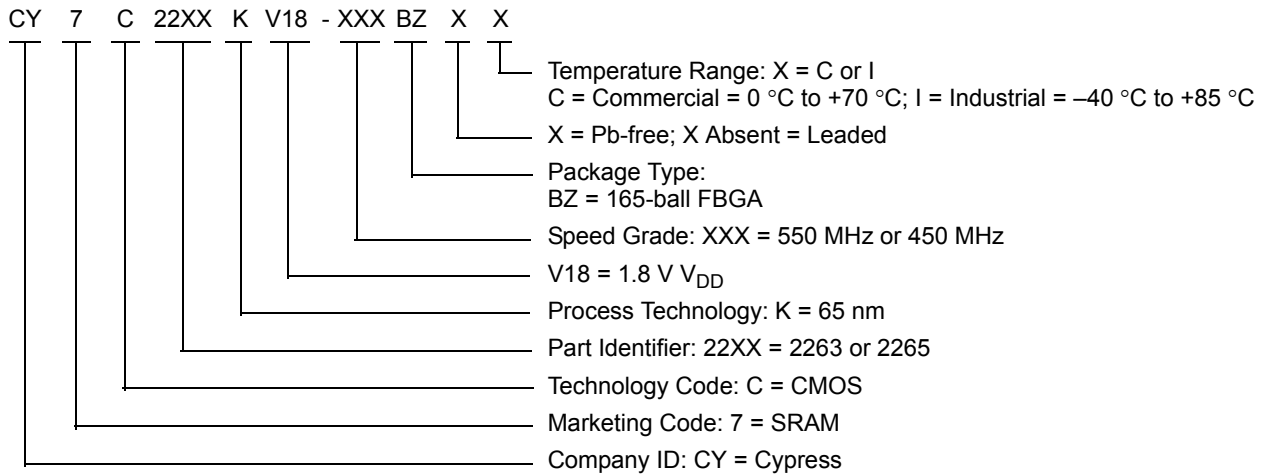 CY 7 C 22XX K V18 - XXX BZ X X
Temperature Range: X = C or I
C = Commercial = 0 °C to +70 °C; I = Industrial = –40 °C to +85 °C
X = Pb-free; X Absent = Leaded
Package Type:
BZ = 165-ball FBGA
Speed Grade: XXX = 550 MHz or 450 MHz
V18 = 1.8 V VDD
Process Technology: K = 65 nm
Part Identifier: 22XX = 2263 or 2265
Technology Code: C = CMOS
Marketing Code: 7 = SRAM
Company ID: CY = Cypress